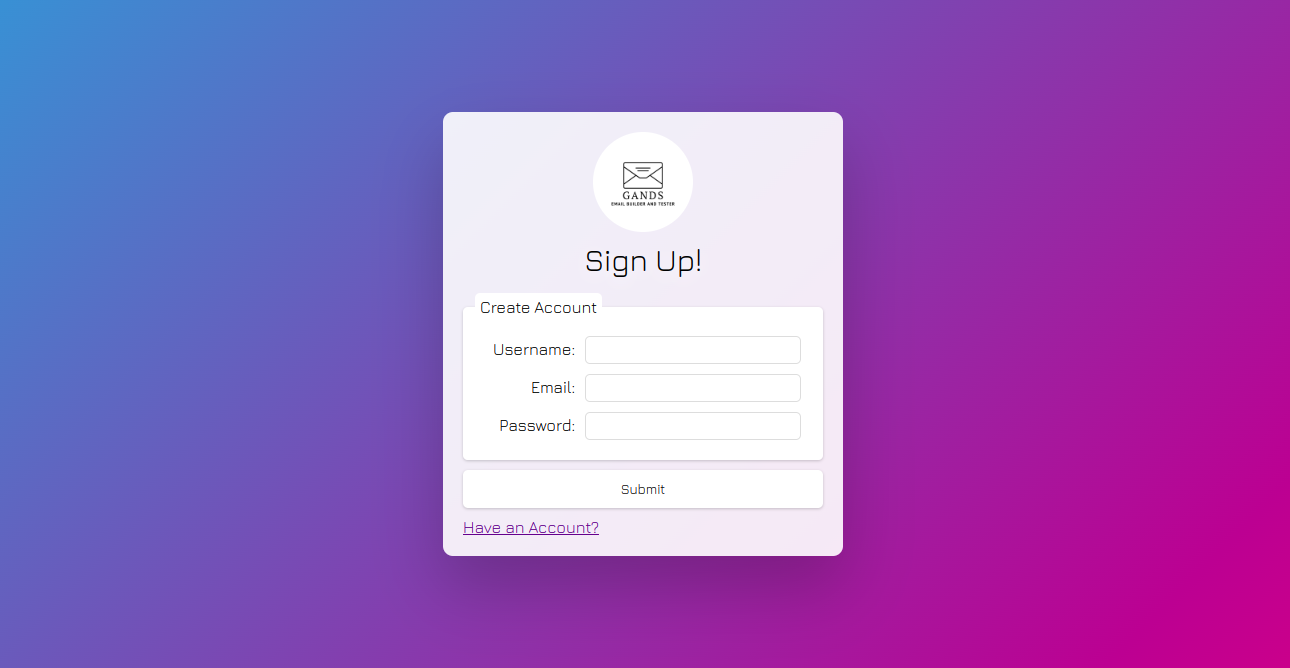 GANDS
EMAIL BUILDER AND TESTER
Sign Up!
Create Account
Username:
Email:
Password:
Submit
Have an Account?